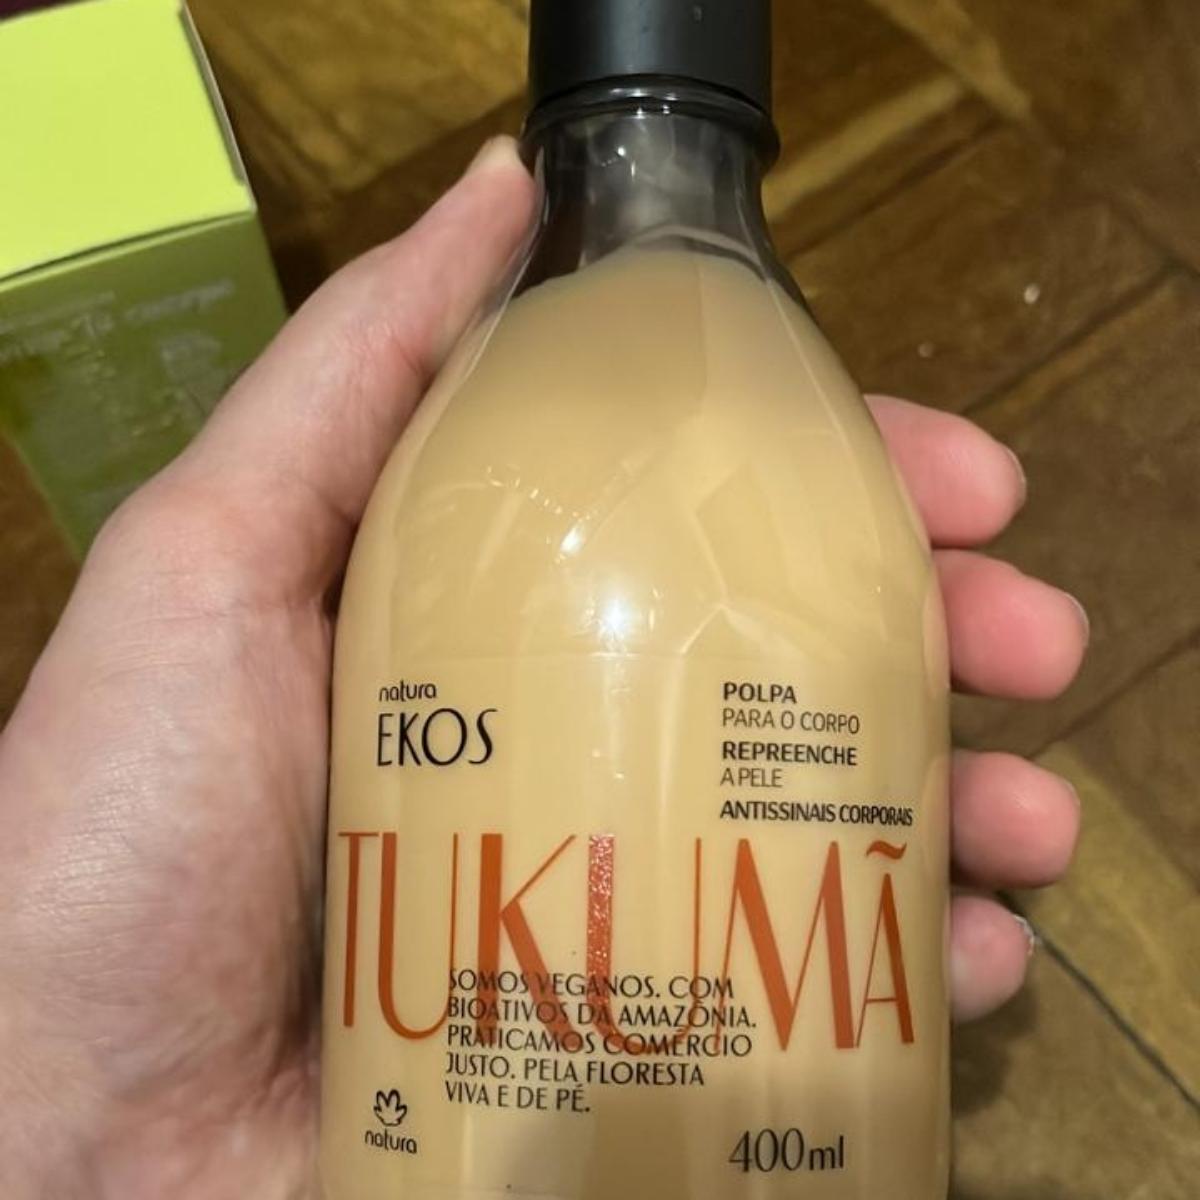 natura
EKOS
POLPA
PARA O CORPO
REPREENCHE
A PELE
ANTISSINAIS CORPORAIS
TUKUMÃ
SOMOS VEGANOS. COM
BIOATIVOS DA AMAZÔNIA.
PRATICAMOS COMÉRCIO
JUSTO. PELA FLORESTA
VIVA E DE PÉ.
natura
400ml